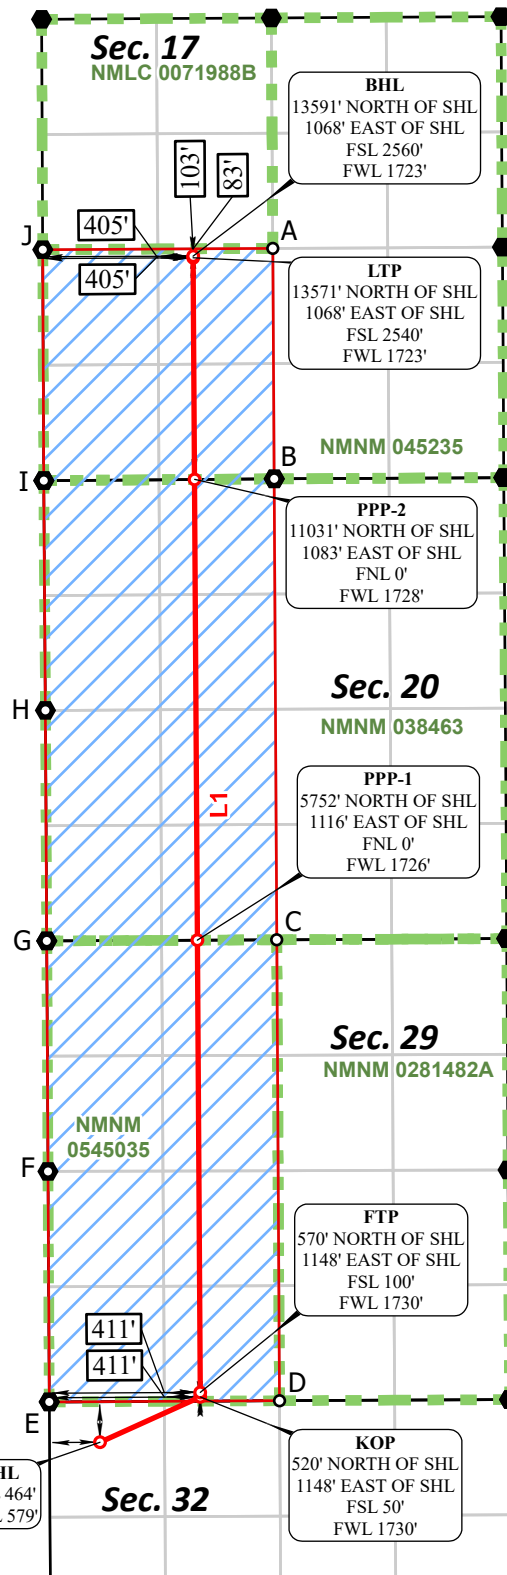 Sec. 17
NMLC 0071988B
BHL
13591' NORTH OF SHL
1068' EAST OF SHL
FSL 2560'
FWL 1723'
103'
83'
J
405'
A
405'
LTP
13571' NORTH OF SHL
1068' EAST OF SHL
FSL 2540'
FWL 1723'
NMNM 045235
I
B
PPP-2
11031' NORTH OF SHL
1083' EAST OF SHL
FNL 0'
FWL 1728'
Sec. 20
H
NMNM 038463
PPP-1
5752' NORTH OF SHL
1116' EAST OF SHL
FNL 0'
FWL 1726'
L1
G
C
Sec. 29
NMNM 0281482A
NMNM
0545035
F
FTP
570' NORTH OF SHL
1148' EAST OF SHL
FSL 100'
FWL 1730'
411'
411'
E
D
KOP
520' NORTH OF SHL
1148' EAST OF SHL
FSL 50'
FWL 1730'
HL
464'
579'
Sec. 32